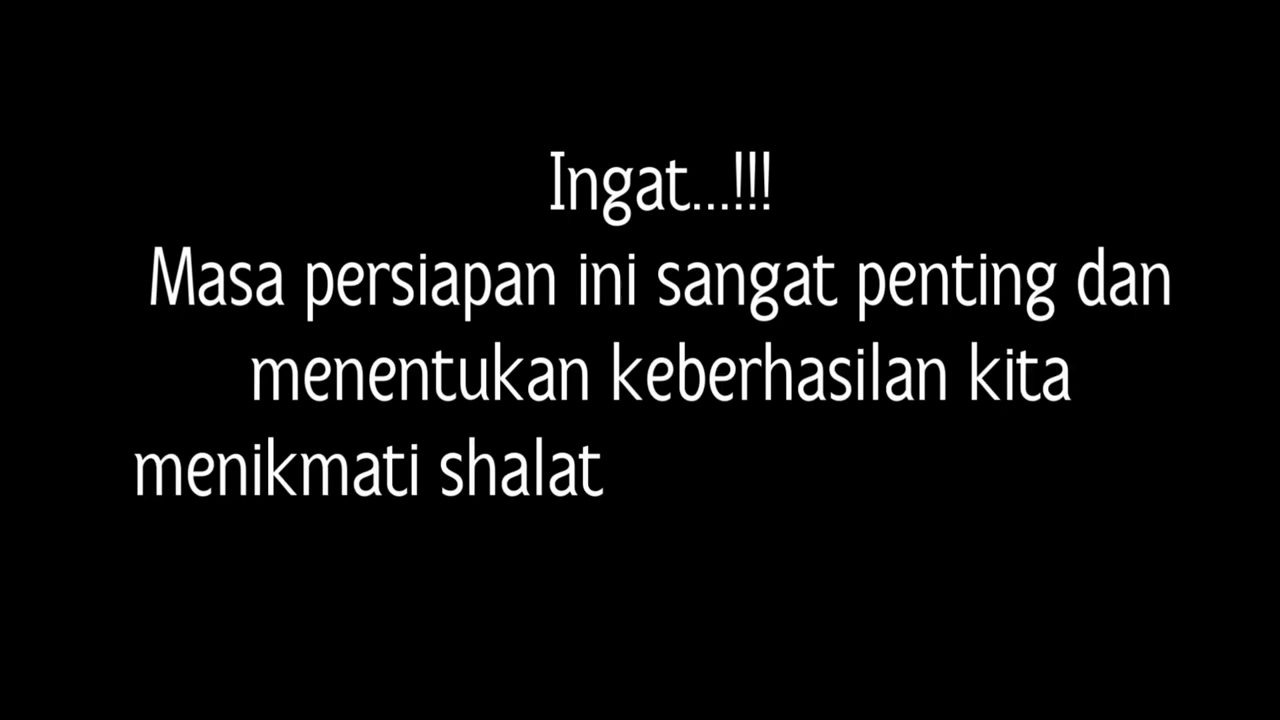 Ingat...!!!
Masa persiapan ini sangat penting dan
menentukan keberhasilan kita
menikmati shalat